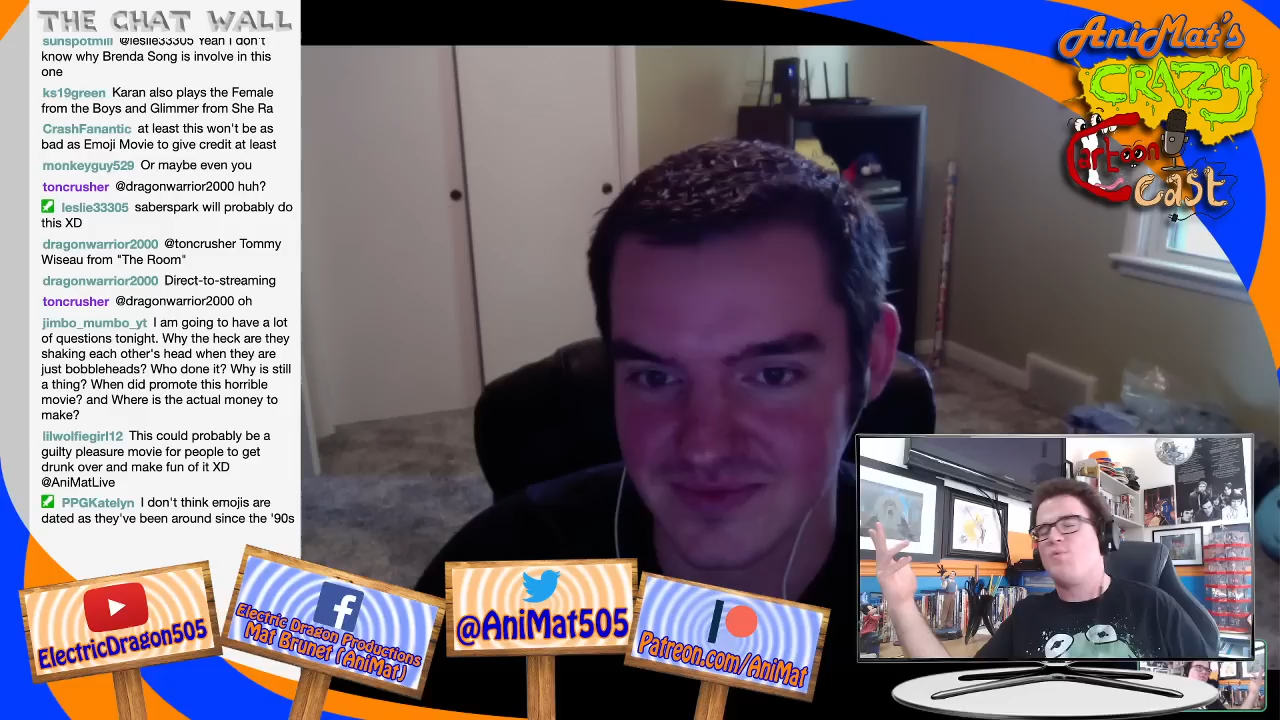 THE CHAT WALL
sunspotmill @leslie33305 Yeah I don't
know why Brenda Song is involve in this
one
ks19green Karan also plays the Female
from the Boys and Glimmer from She Ra
CrashFanantic at least this won't be as
bad as Emoji Movie to give credit at least
monkeyguy529 Or maybe even you
toncrusher @dragonwarrior2000 huh?
leslie33305 saberspark will probably do
this XD
dragonwarrior2000 @toncrusher Tommy
Wiseau from "The Room"
dragonwarrior2000 Direct-to-streaming
toncrusher @dragonwarrior2000 oh
jimbo_mumbo_yt I am going to have a lot
of questions tonight. Why the heck are they
shaking each other's head when they are
just bobbleheads? Who done it? Why is still
a thing? When did promote this horrible
movie? and Where is the actual money to
make?
lilwolfiegirl12 This could probably be a
guilty pleasure movie for people to get
drunk over and make fun of it XD
@AniMatLive
PPGKatelyn I don't think emojis are
dated as they've been around since the '90s
AniMat's
CRAZY
Cartoon
Cast
ElectricDragon505
Electric Dragon Productions
Mat Brunet (AniMat)
@AniMat505
Patreon.com/AniMat